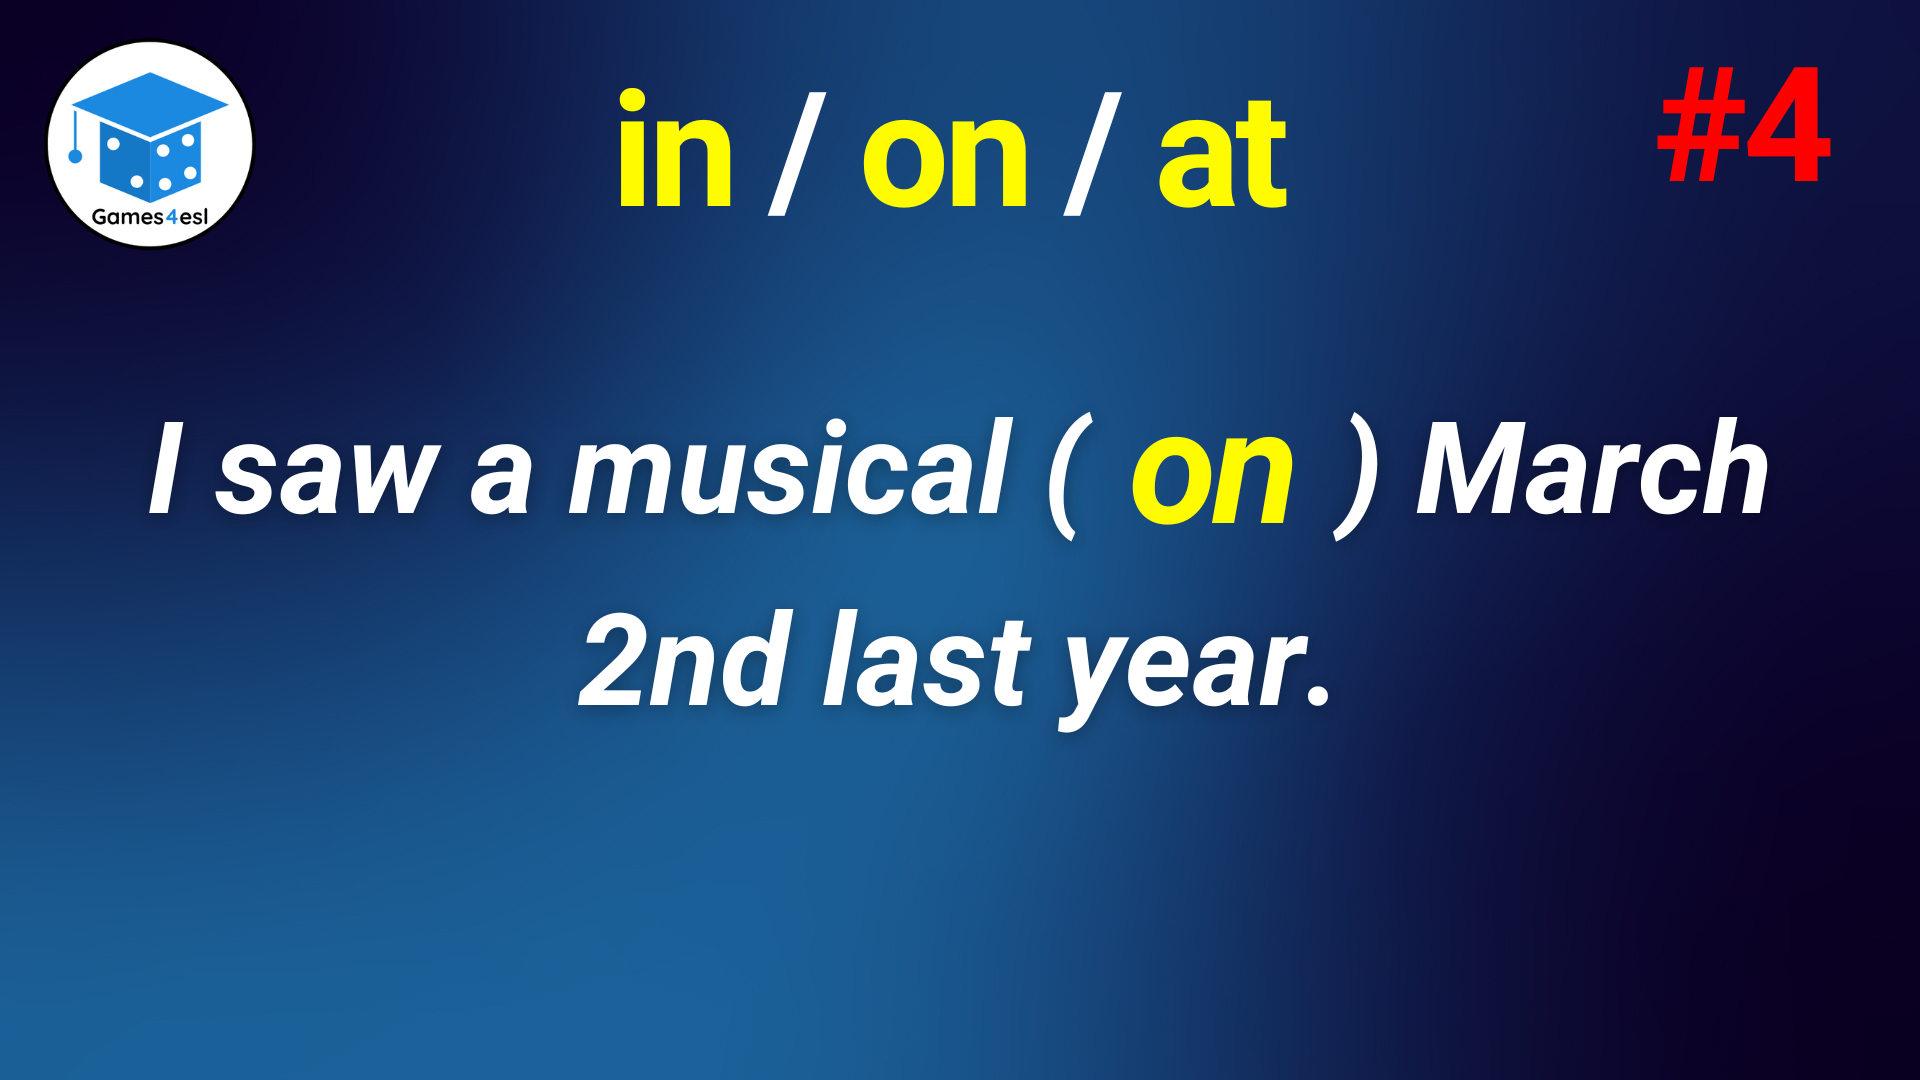 Games4esl
in / on / at
#4
I saw a musical ( on ) March
2nd last year.